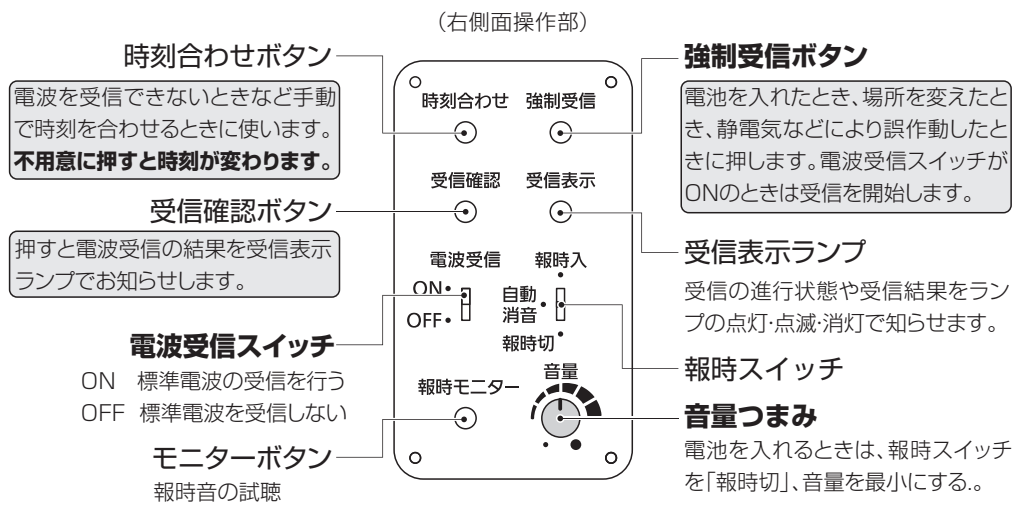 （右側面操作部）
時刻合わせボタン
電波を受信できないときなど手動
で時刻を合わせるときに使います。
不用意に押すと時刻が変わります。
受信確認ボタン
押すと電波受信の結果を受信表示
ランプでお知らせします。
電波受信スイッチ
ON 標準電波の受信を行う
OFF 標準電波を受信しない
モニターボタン
報時音の試聴
時刻合わせ 強制受信
受信確認 受信表示
電波受信 報時入
ON
自動
消音
OFF
報時切
報時モニター 音量
強制受信ボタン
電池を入れたとき、場所を変えたと
き、静電気などにより誤作動したと
きに押します。電波受信スイッチが
ONのときは受信を開始します。
受信表示ランプ
受信の進行状態や受信結果をラン
プの点灯・点滅・消灯で知らせます。
報時スイッチ
音量つまみ
電池を入れるときは、報時スイッチ
を「報時切」、音量を最小にする.。